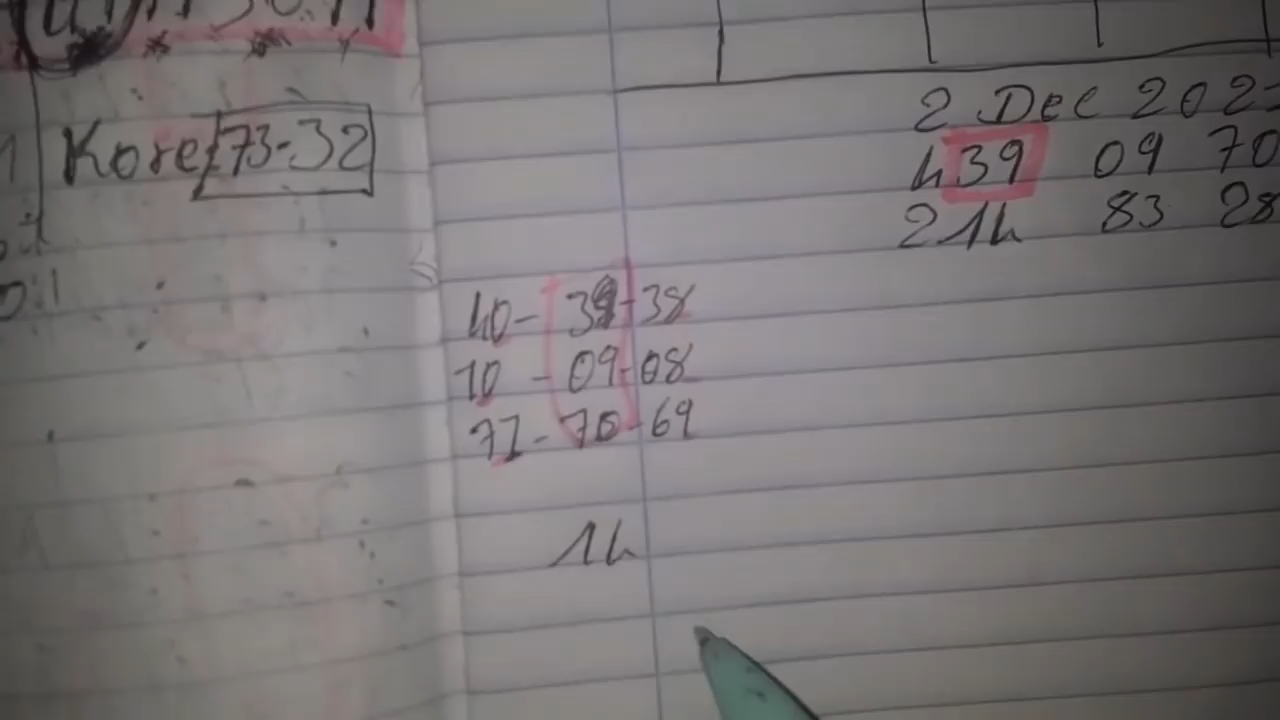 Kore 73-32
2 Dec 202
439 09 70
214 83 28
40 - 39 - 38
10 - 09 - 08
71 - 70 - 69
14